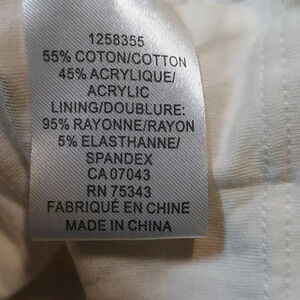 1258355
55% COTON/COTTON
45% ACRYLIQUE/
ACRYLIC
LINING/DOUBLURE:
95% RAYONNE/RAYON
5% ELASTHANNE/
SPANDEX
CA 07043
RN 75343
FABRIQUÉ EN CHINE
MADE IN CHINA